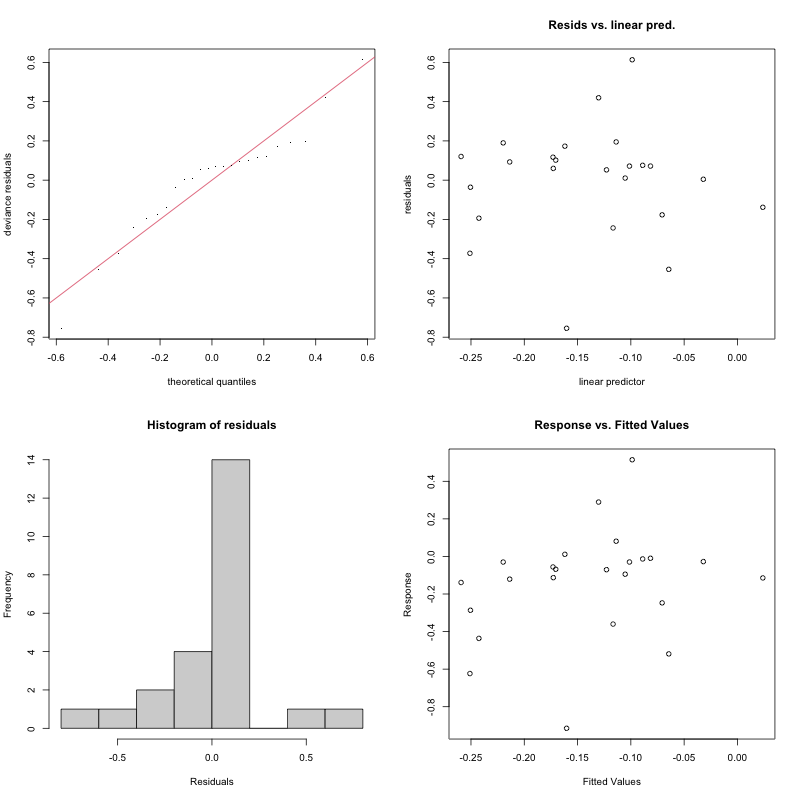 0.6
0.4
0.2
0.0
-0.2
-0.4
-0.6
-0.8
deviance residuals
-0.6 -0.4 -0.2 0.0 0.2 0.4 0.6
theoretical quantiles
Resids vs. linear pred.
0.6
0.4
0.2
0.0
-0.2
-0.4
-0.6
-0.8
residuals
-0.25 -0.20 -0.15 -0.10 -0.05 0.00
linear predictor
Histogram of residuals
14
12
10
8
6
4
2
0
Frequency
-0.5 0.0 0.5
Residuals
Response vs. Fitted Values
0.4
0.2
0.0
-0.2
-0.4
-0.6
-0.8
Response
-0.25 -0.20 -0.15 -0.10 -0.05 0.00
Fitted Values